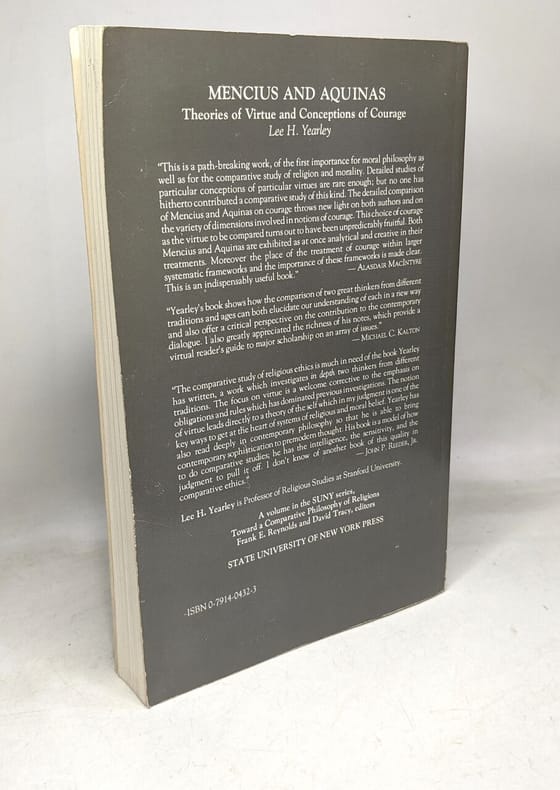 MENCIUS AND AQUINAS
Theories of Virtue and Conceptions of Courage
Lee H. Yearley
"This is a path-breaking work, of the first importance for moral philosophy as
well as for the comparative study of religion and morality. Detailed studies of
particular conceptions of particular virtues are rare enough; but no one has
hitherto contributed a comparative study of this kind. The detailed comparison
of Mencius and Aquinas on courage throws new light on both authors and on
the variety of dimensions involved in notions of courage. This choice of courage
as the virtue to be compared turns out to have been unpredictably fruitful. Both
Mencius and Aquinas are exhibited as at once analytical and creative in their
treatments. Moreover the place of the treatment of courage within larger
systematic frameworks and the importance of these frameworks is made clear.
This is an indispensably useful book."
— ALASDAIR MACINTYRE
"Yearley's book shows how the comparison of two great thinkers from different
traditions and ages can both elucidate our understanding of each in a new way
and also offer a critical perspective on the contribution to the contemporary
dialogue. I also greatly appreciated the richness of his notes, which provide a
virtual reader's guide to major scholarship on an array of issues."
— MICHAEL C. KALTON
"The comparative study of religious ethics is much in need of the book Yearley
has written, a work which investigates in depth two thinkers from different
traditions. The focus on virtue is a welcome corrective to the emphasis on
obligations and rules which has dominated previous investigations. The notion
of virtue leads directly to a theory of the self which in my judgment is one of the
key ways to get at the heart of systems of religious and moral belief. Yearley has
also read deeply in contemporary philosophy so that he is able to bring
contemporary sophistication to premodern thought. His book is a model of how
to do comparative studies; he has the intelligence, the sensitivity, and the
judgment to pull it off. I don't know of another book of this quality in
comparative ethics."
— JOHN P. REEDER, JR.
Lee H. Yearley is Professor of Religious Studies at Stanford University.
A volume in the SUNY series,
Toward a Comparative Philosophy of Religions
Frank E. Reynolds and David Tracy, editors
STATE UNIVERSITY OF NEW YORK PRESS
ISBN 0-7914-0432-3